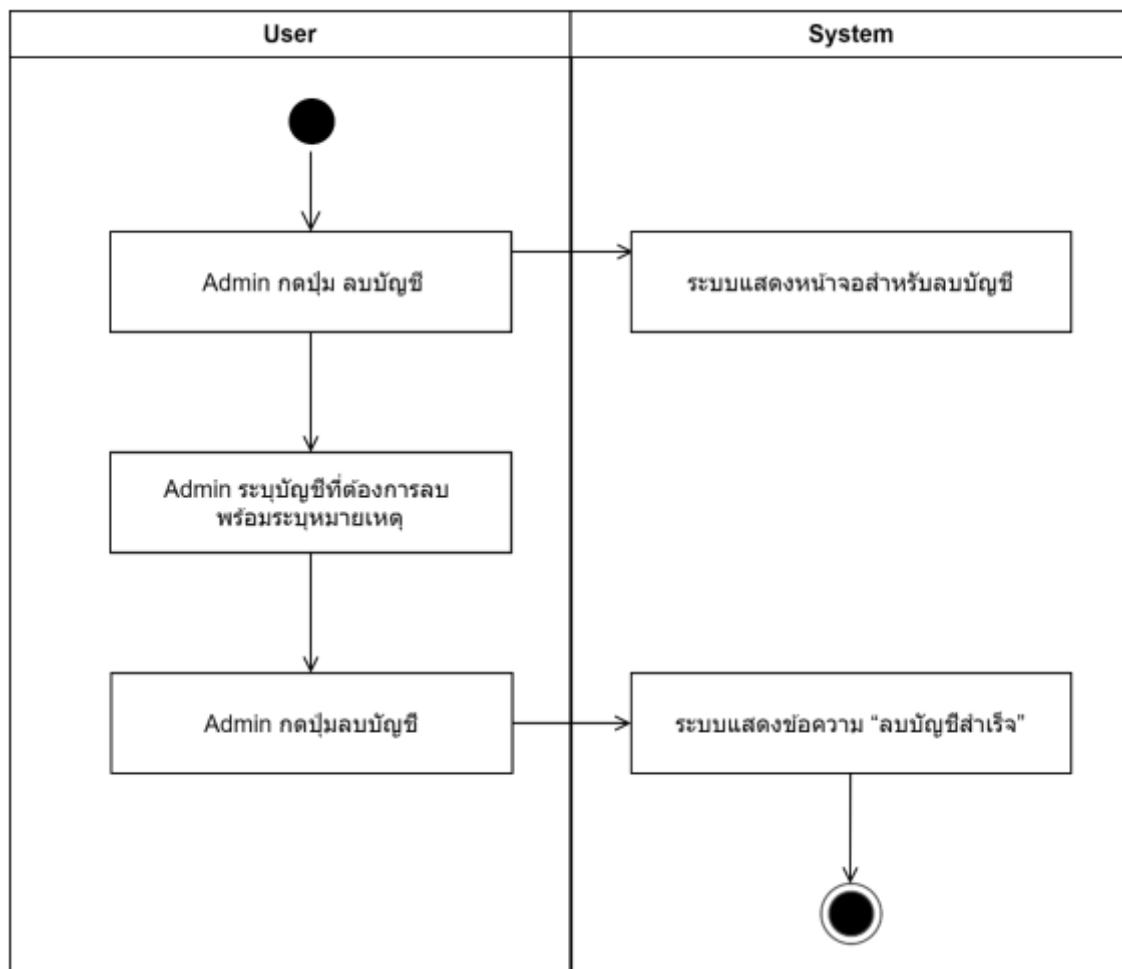 User
System
Admin กดปุ่ม ลบบัญชี
ระบบแสดงหน้าจอสำหรับลบบัญชี
Admin ระบุบัญชีที่ต้องการลบ
พร้อมระบุหมายเหตุ
Admin กดปุ่มลบบัญชี
ระบบแสดงข้อความ “ลบบัญชีสำเร็จ”